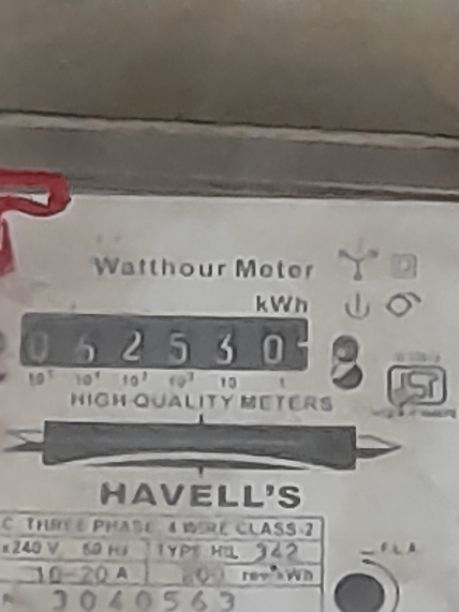 Watthour Meter
kWh
0 6 2 5 3 0
10⁵ 10⁴ 10³ 10² 10 1
HIGH QUALITY METERS
HAVELL'S
C THREE PHASE 4 WIRE CLASS-2
x240 V 50 Hz TYPE HIL 342
10-20 A rev/kWh
3040563
F.L.A.